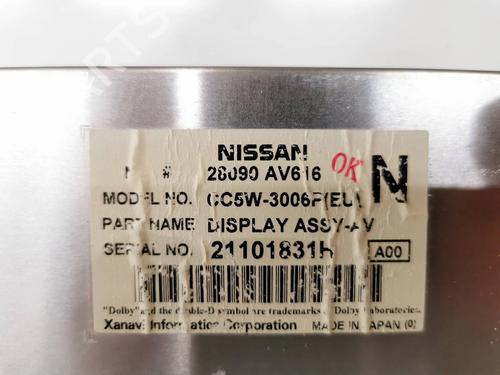 NISSAN
# 28090 AV616 OK N
MODEL NO. CC5W-3006P(EU)
PART NAME DISPLAY ASSY-AV
SERIAL NO. 21101831H A00
"Dolby" and the double-D symbol are trademarks of Dolby Laboratories.
Xanavi Informatics Corporation MADE IN JAPAN (0)